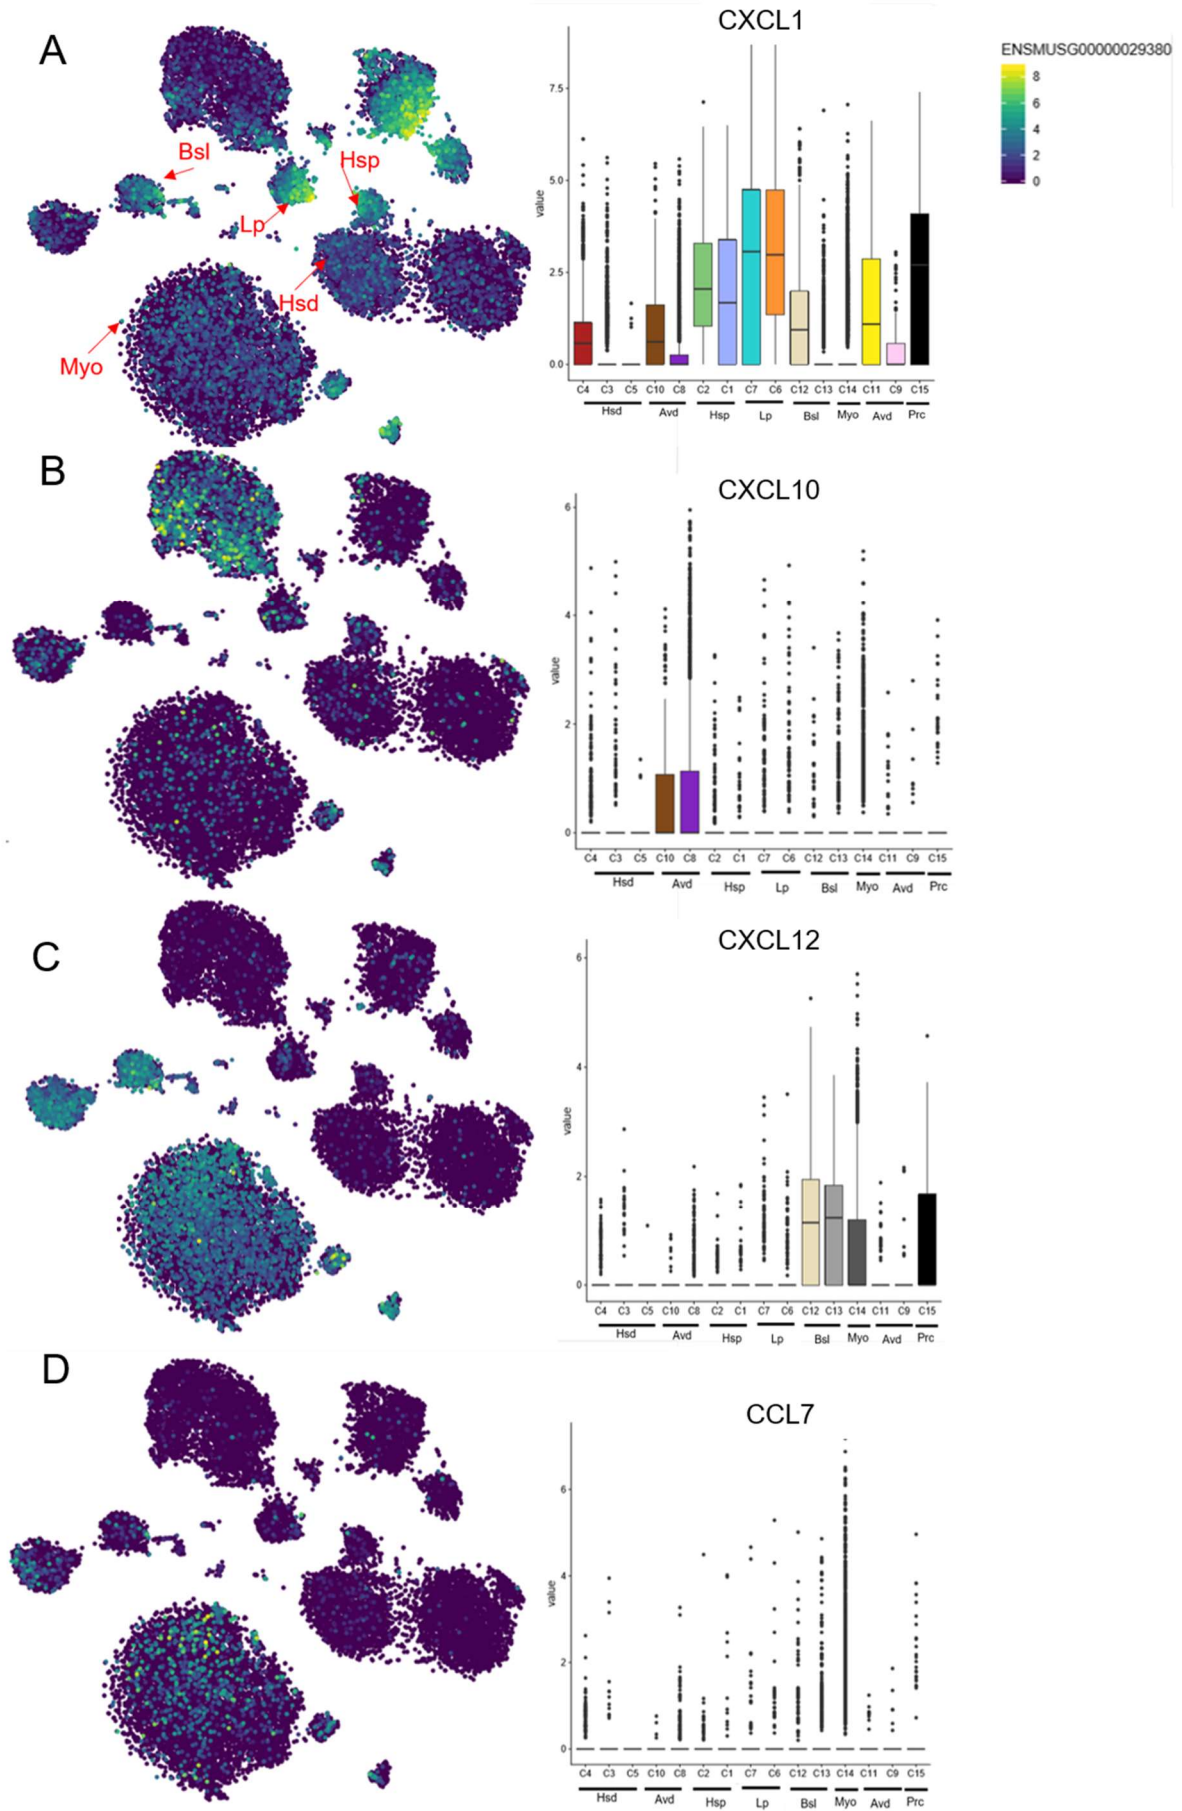 A
CXCL1
ENSMUSG00000029380
8
6
4
2
0
Bsl
Hsp
Lp
Hsd
Myo
value
7.5
5.0
2.5
0.0
C4 C3 C5 C10 C8 C2 C1 C7 C6 C12 C13 C14 C11 C9 C15
Hsd Avd Hsp Lp Bsl Myo Avd Prc
B
CXCL10
value
6
4
2
0
C4 C3 C5 C10 C8 C2 C1 C7 C6 C12 C13 C14 C11 C9 C15
Hsd Avd Hsp Lp Bsl Myo Avd Prc
C
CXCL12
value
6
4
2
0
C4 C3 C5 C10 C8 C2 C1 C7 C6 C12 C13 C14 C11 C9 C15
Hsd Avd Hsp Lp Bsl Myo Avd Prc
D
CCL7
value
6
4
2
0
C4 C3 C5 C10 C8 C2 C1 C7 C6 C12 C13 C14 C11 C9 C15
Hsd Avd Hsp Lp Bsl Myo Avd Prc